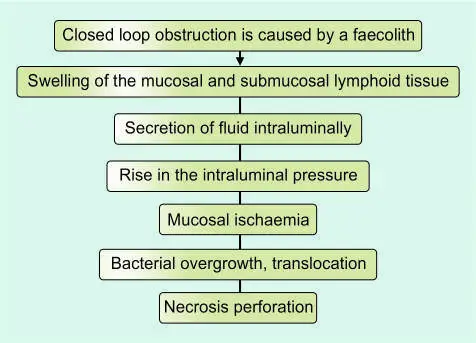 Closed loop obstruction is caused by a faecolith
Swelling of the mucosal and submucosal lymphoid tissue
Secretion of fluid intraluminally
Rise in the intraluminal pressure
Mucosal ischaemia
Bacterial overgrowth, translocation
Necrosis perforation